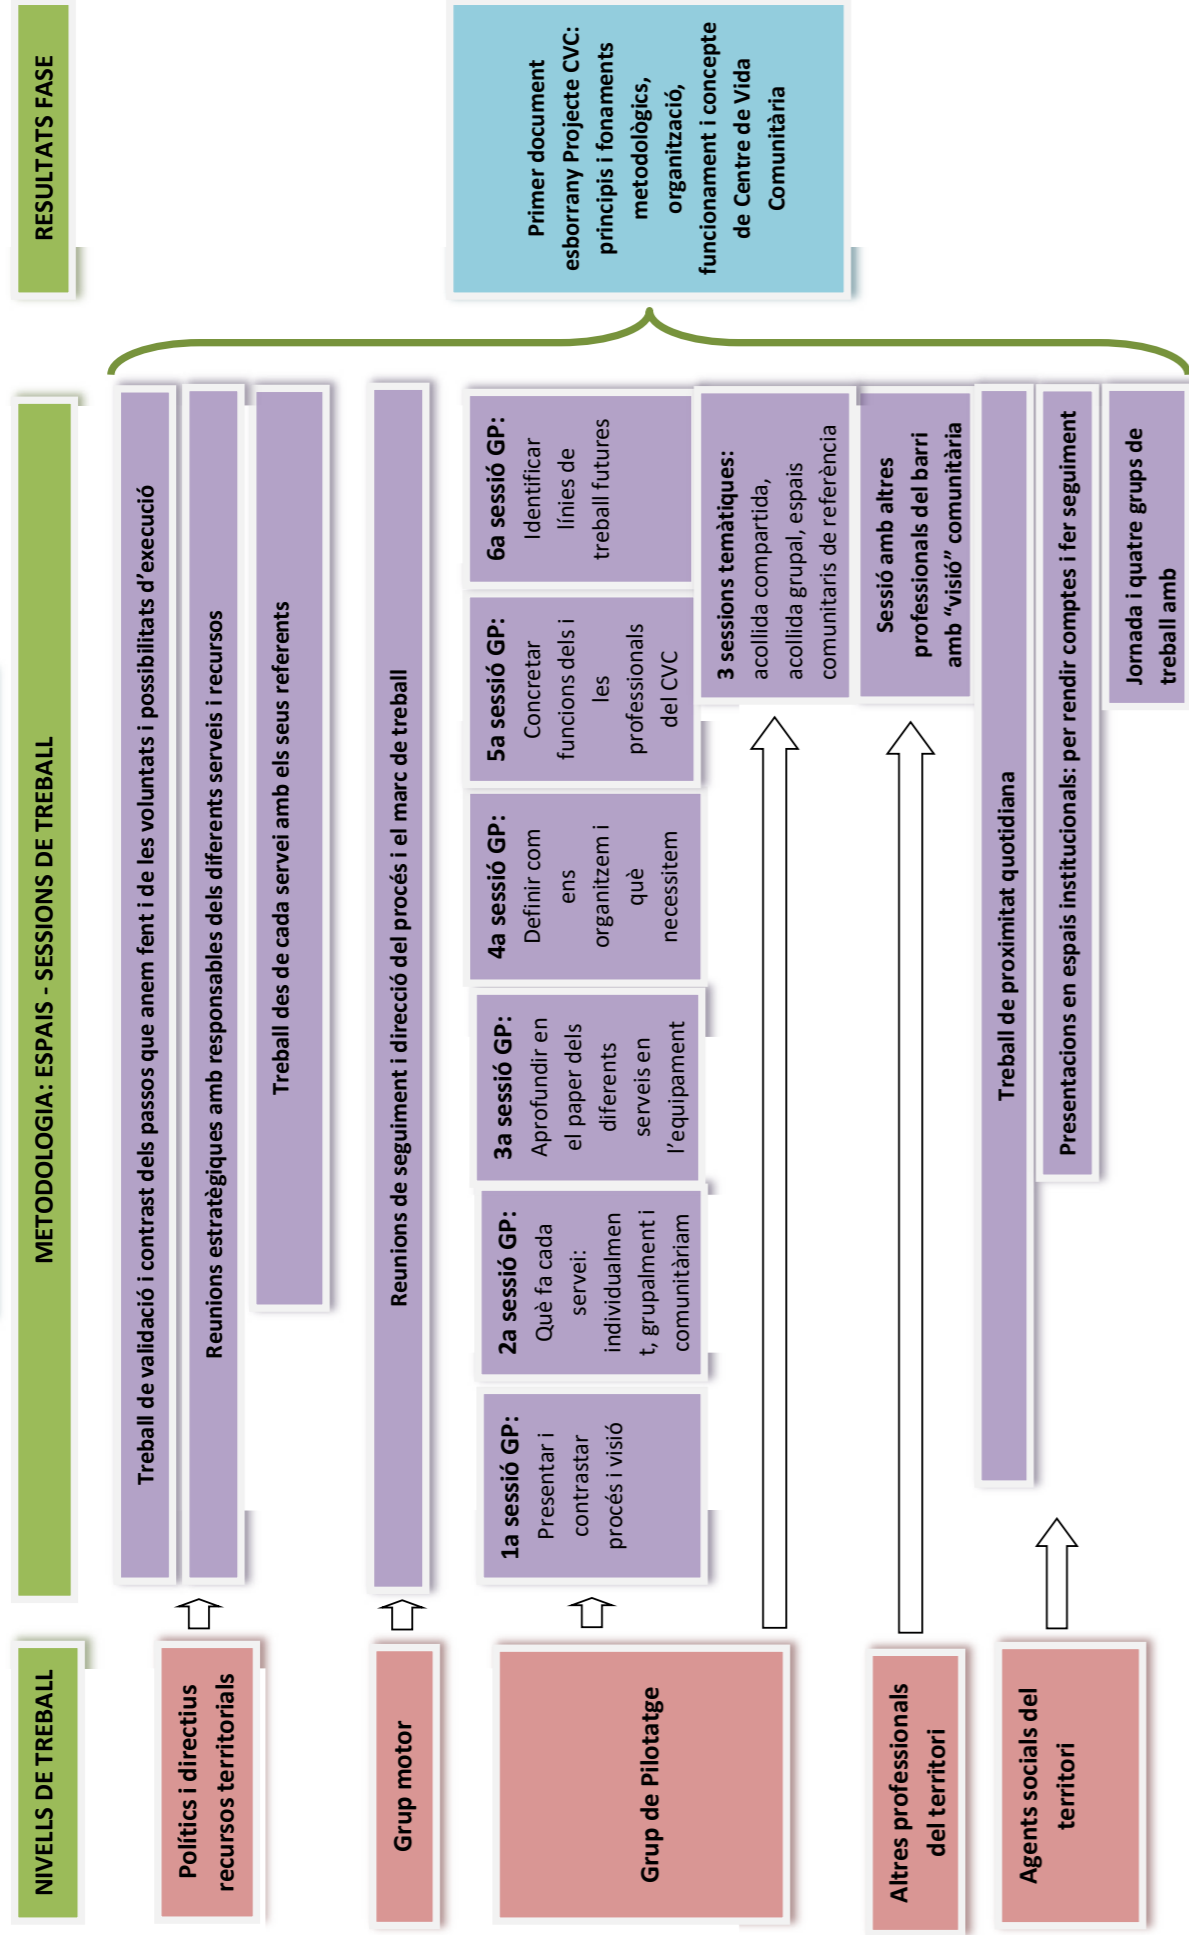 NIVELLS DE TREBALL
METODOLOGIA: ESPAIS - SESSIONS DE TREBALL
RESULTATS FASE
Polítics i directius
recursos territorials
Treball de validació i contrast dels passos que anem fent i de les voluntats i possibilitats d'execució
Reunions estratègiques amb responsables dels diferents serveis i recursos
Treball des de cada servei amb els seus referents
Grup motor
Reunions de seguiment i direcció del procés i el marc de treball
Grup de Pilotatge
1a sessió GP:
Presentar i
contrastar
procés i visió
2a sessió GP:
Què fa cada
servei:
individualmen
t, grupalment i
comunitàriam
3a sessió GP:
Aprofundir en
el paper dels
diferents
serveis en
l'equipament
4a sessió GP:
Definir com
ens
organitzem i
què
necessitem
5a sessió GP:
Concretar
funcions dels i
les
professionals
del CVC
6a sessió GP:
Identificar
línies de
treball futures
3 sessions temàtiques:
acollida compartida,
acollida grupal, espais
comunitaris de referència
Altres professionals
del territori
Sessió amb altres
professionals del barri
amb “visió” comunitària
Agents socials del
territori
Treball de proximitat quotidiana
Presentacions en espais institucionals: per rendir comptes i fer seguiment
Jornada i quatre grups de
treball amb
Primer document
esborrany Projecte CVC:
principis i fonaments
metodològics,
organització,
funcionament i concepte
de Centre de Vida
Comunitària